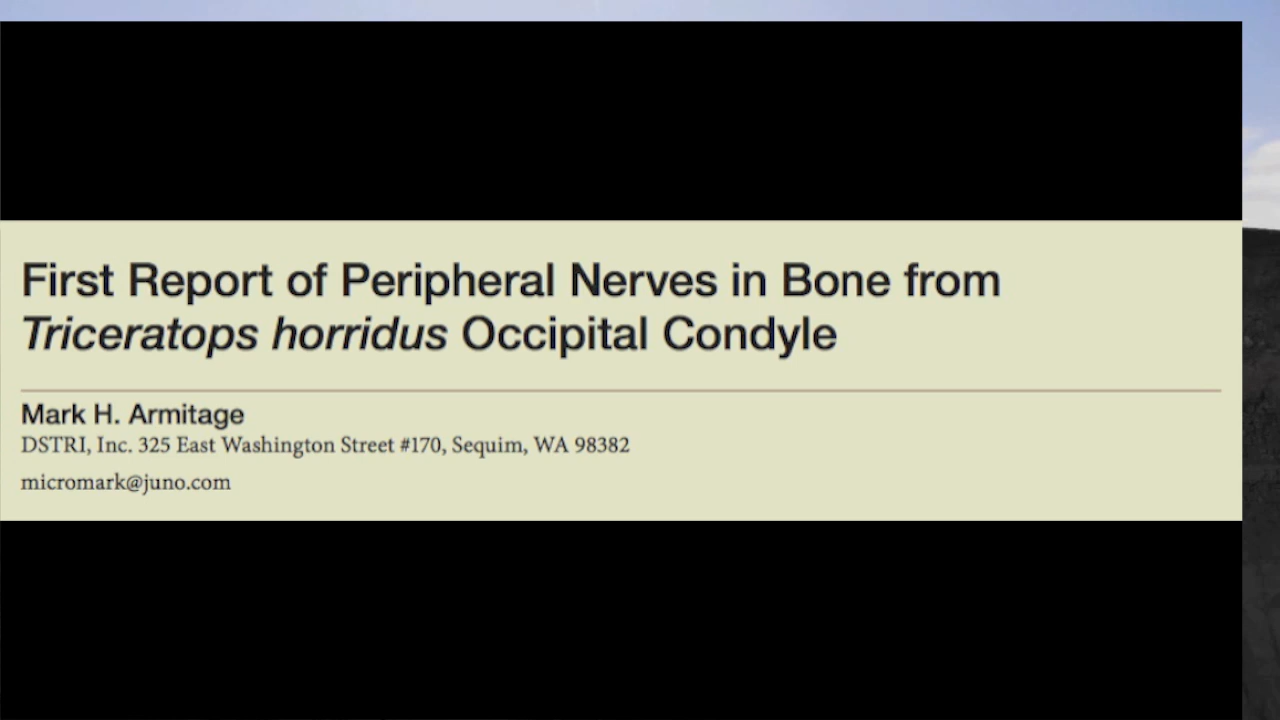 First Report of Peripheral Nerves in Bone from
Triceratops horridus Occipital Condyle
Mark H. Armitage
DSTRI, Inc. 325 East Washington Street #170, Sequim, WA 98382
micromark@juno.com